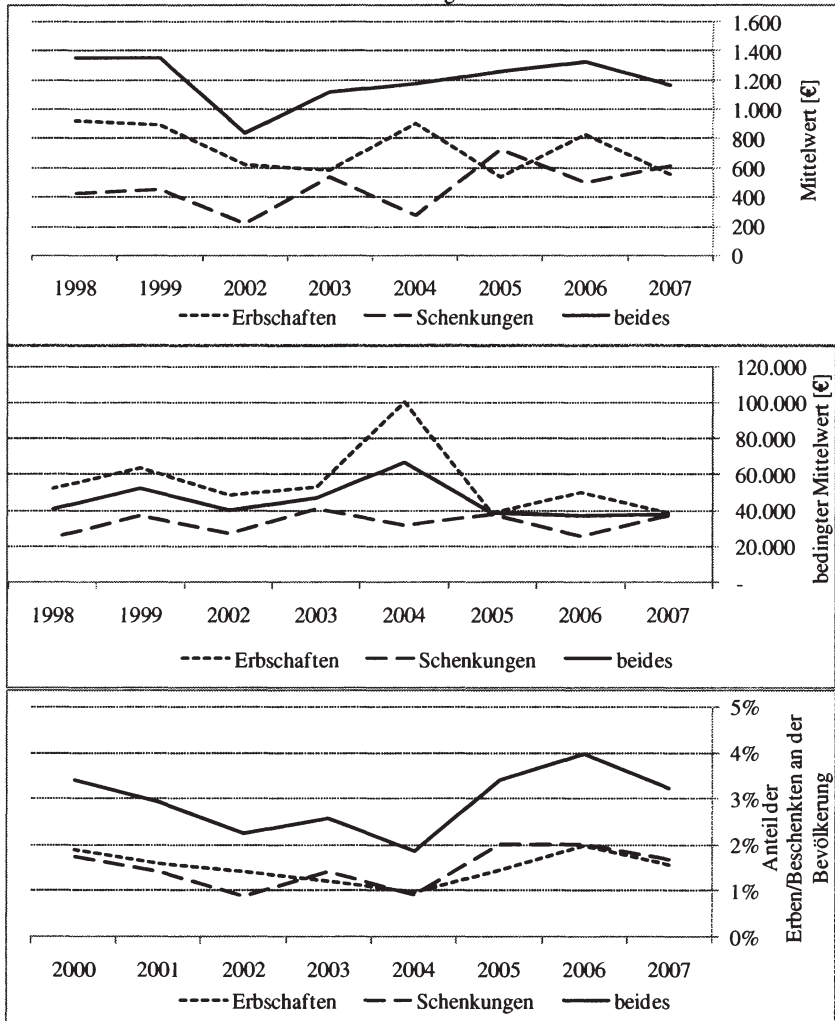 1.600
1.400
1.200
1.000
800
600
400
200
0
Mittelwert [€]
1998 1999 2002 2003 2004 2005 2006 2007
Erbschaften Schenkungen beides
120.000
100.000
80.000
60.000
40.000
20.000
-
bedingter Mittelwert [€]
1998 1999 2002 2003 2004 2005 2006 2007
Erbschaften Schenkungen beides
5%
4%
3%
2%
1%
0%
Anteil der
Erben/Beschenkten an der
Bevölkerung
2000 2001 2002 2003 2004 2005 2006 2007
Erbschaften Schenkungen beides